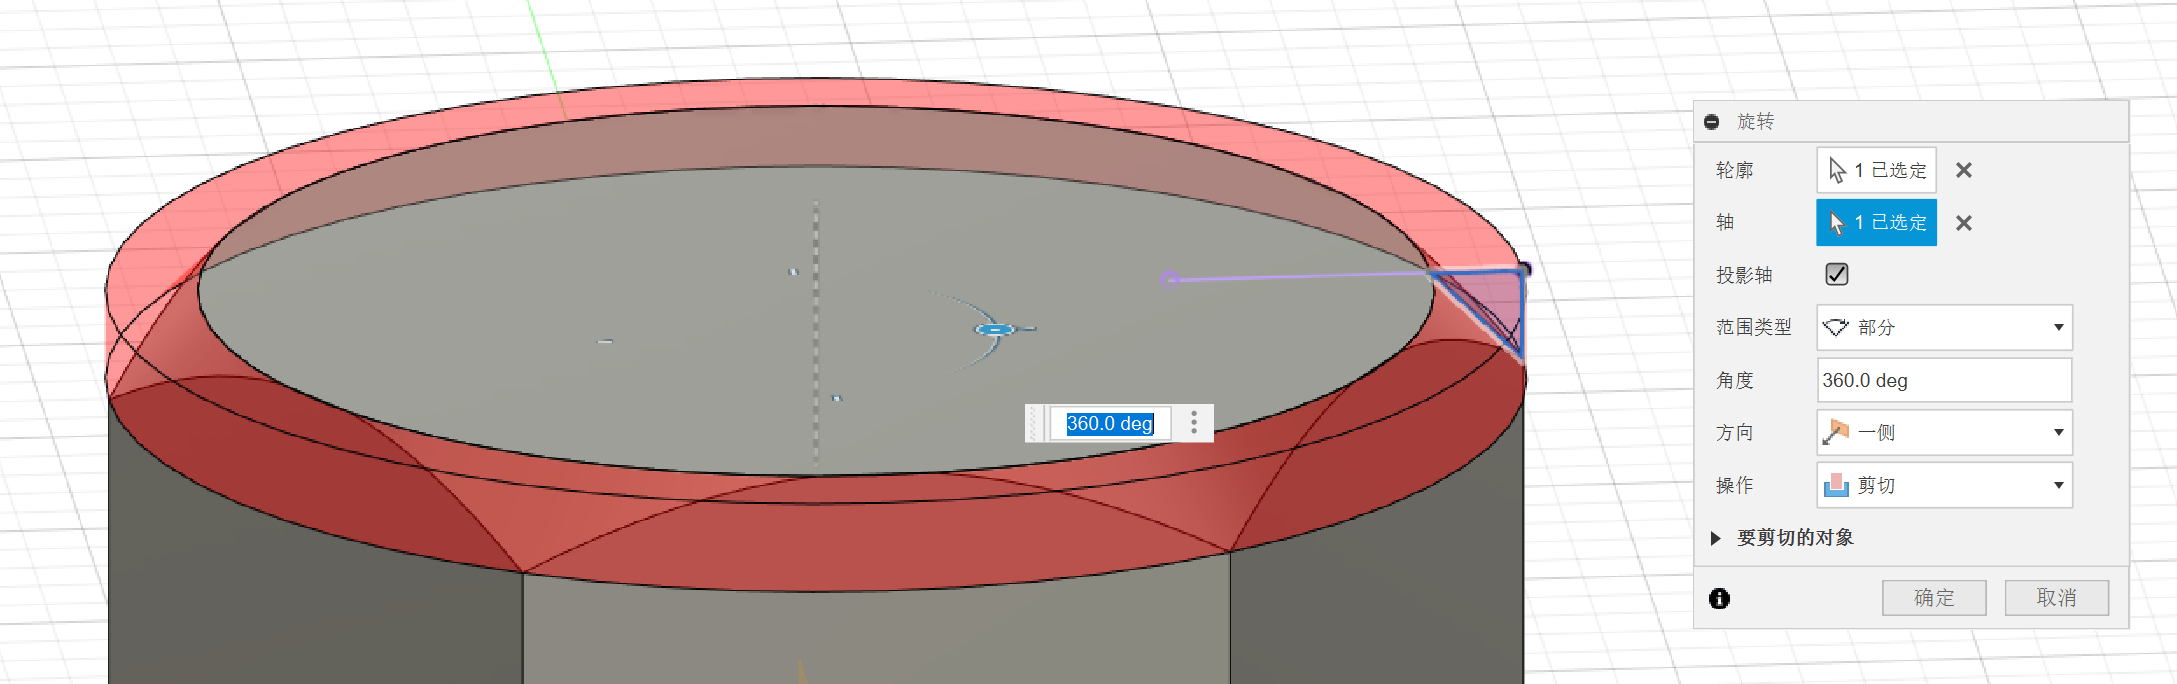 旋转
轮廓 1 已选定
轴 1 已选定
投影轴
范围类型 部分
角度 360.0 deg
方向 一侧
操作 剪切
要剪切的对象
确定 取消
360.0 deg